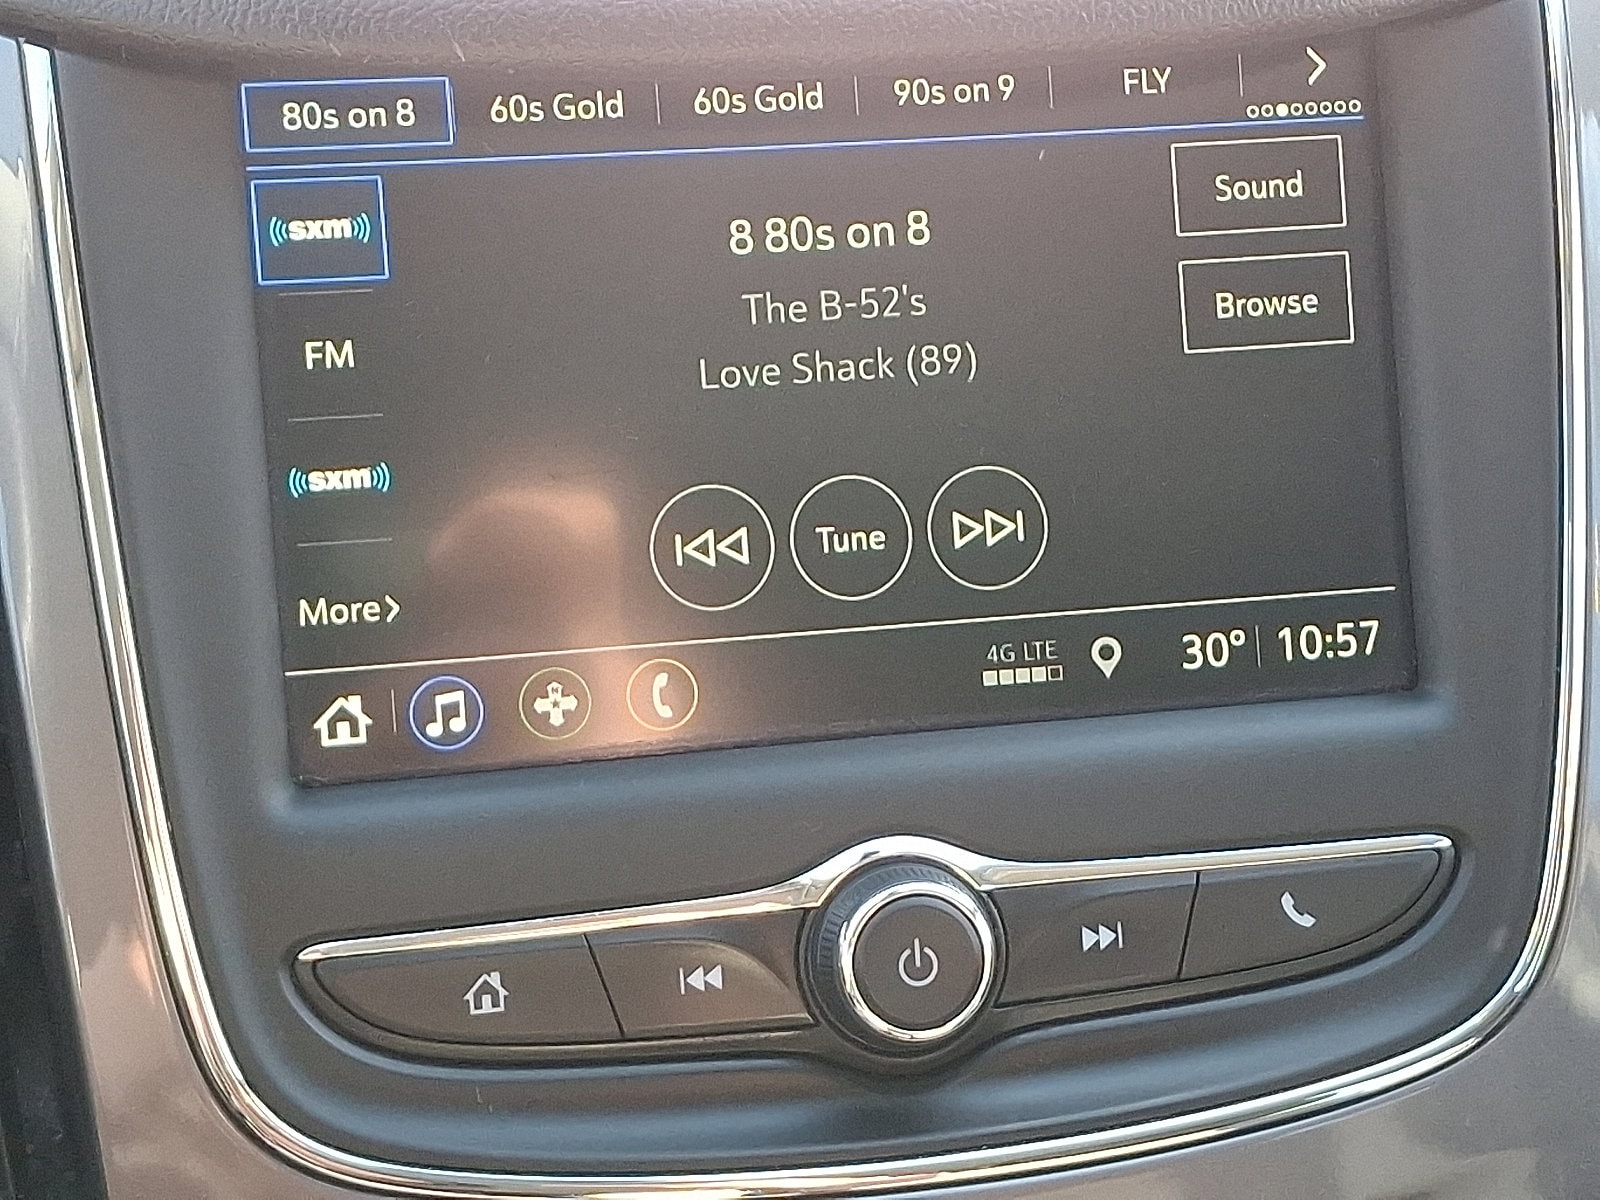 80s on 8
60s Gold
60s Gold
90s on 9
FLY
sxm
FM
sxm
More
8 80s on 8
The B-52's
Love Shack (89)
Sound
Browse
Tune
4G LTE
30° 10:57